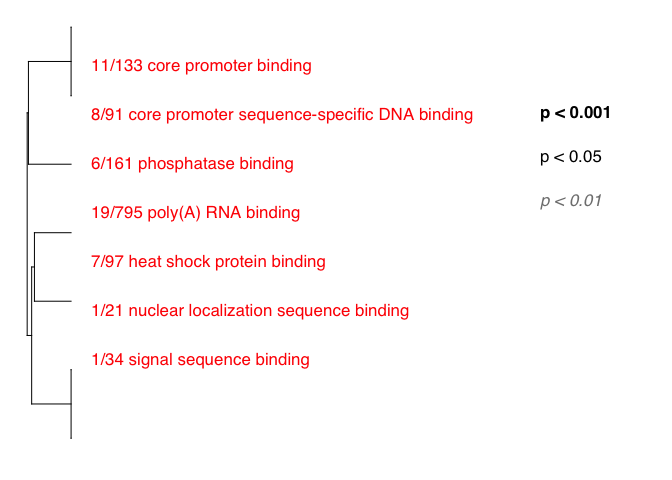 11/133 core promoter binding
8/91 core promoter sequence-specific DNA binding
6/161 phosphatase binding
19/795 poly(A) RNA binding
7/97 heat shock protein binding
1/21 nuclear localization sequence binding
1/34 signal sequence binding
p < 0.001
p < 0.05
p < 0.01